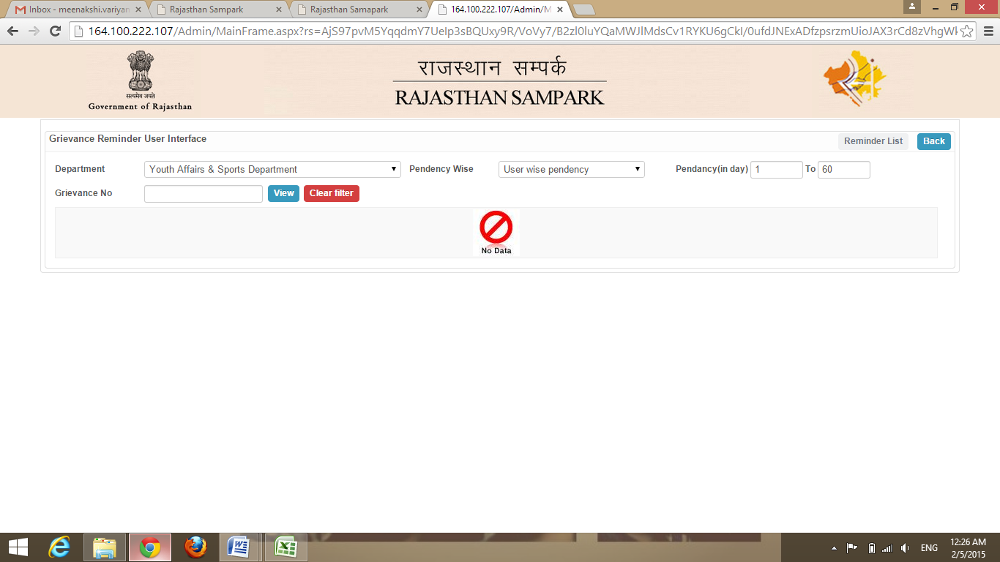 Inbox - meenakshi.variyan
Rajasthan Sampark
Rajasthan Samapark
164.100.222.107/Admin/M
164.100.222.107/Admin/MainFrame.aspx?rs=AjS97pvM5YqqdmY7UeIp3sBQUxy9R/VoVy7/B2zl0luYQaMWJlMdsCv1RYKU6gCkI/0ufdJNExADfzpsrzmUioJAX3rCd8zVhgWl
सत्यमेव जयते
Government of Rajasthan
राजस्थान सम्पर्क
RAJASTHAN SAMPARK
Grievance Reminder User Interface
Reminder List
Back
Department
Youth Affairs & Sports Department
Pendency Wise
User wise pendency
Pendancy(in day)
1
To
60
Grievance No
View
Clear filter
No Data
ENG
12:26 AM
2/5/2015